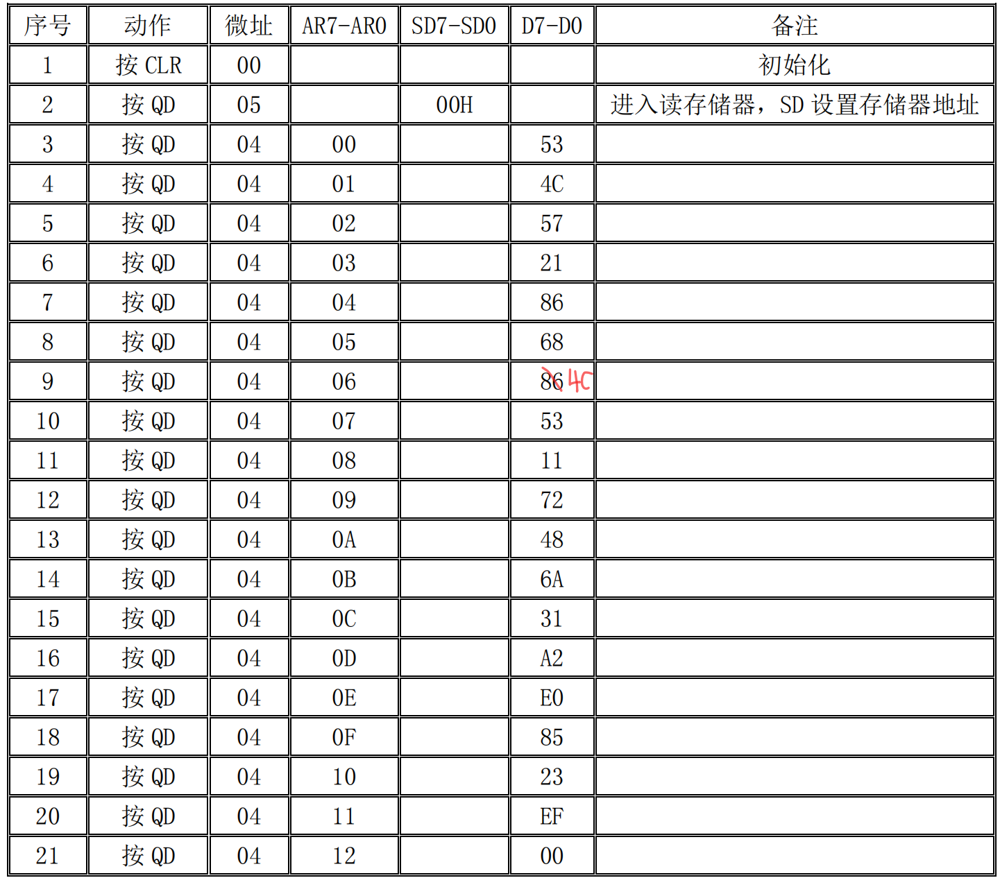 序号 动作 微址 AR7-AR0 SD7-SD0 D7-D0 备注
1 按 CLR 00 初始化
2 按 QD 05 00H 进入读存储器，SD 设置存储器地址
3 按 QD 04 00 53
4 按 QD 04 01 4C
5 按 QD 04 02 57
6 按 QD 04 03 21
7 按 QD 04 04 86
8 按 QD 04 05 68
9 按 QD 04 06 86 4C
10 按 QD 04 07 53
11 按 QD 04 08 11
12 按 QD 04 09 72
13 按 QD 04 0A 48
14 按 QD 04 0B 6A
15 按 QD 04 0C 31
16 按 QD 04 0D A2
17 按 QD 04 0E E0
18 按 QD 04 0F 85
19 按 QD 04 10 23
20 按 QD 04 11 EF
21 按 QD 04 12 00